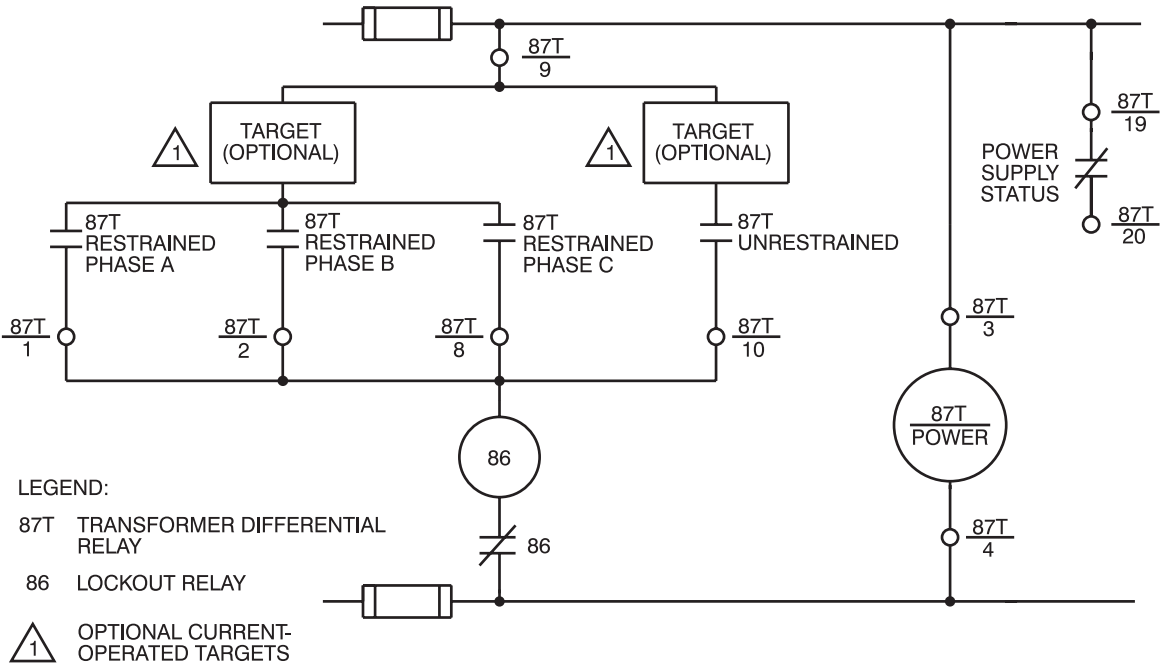 87T
9
TARGET
(OPTIONAL)
1
TARGET
(OPTIONAL)
1
87T
19
POWER
SUPPLY
STATUS
87T
20
87T
RESTRAINED
PHASE A
87T
RESTRAINED
PHASE B
87T
RESTRAINED
PHASE C
87T
UNRESTRAINED
87T
1
87T
2
87T
8
87T
10
87T
3
87T
POWER
86
86
87T
4
LEGEND:
87T TRANSFORMER DIFFERENTIAL
RELAY
86 LOCKOUT RELAY
1 OPTIONAL CURRENT-
OPERATED TARGETS